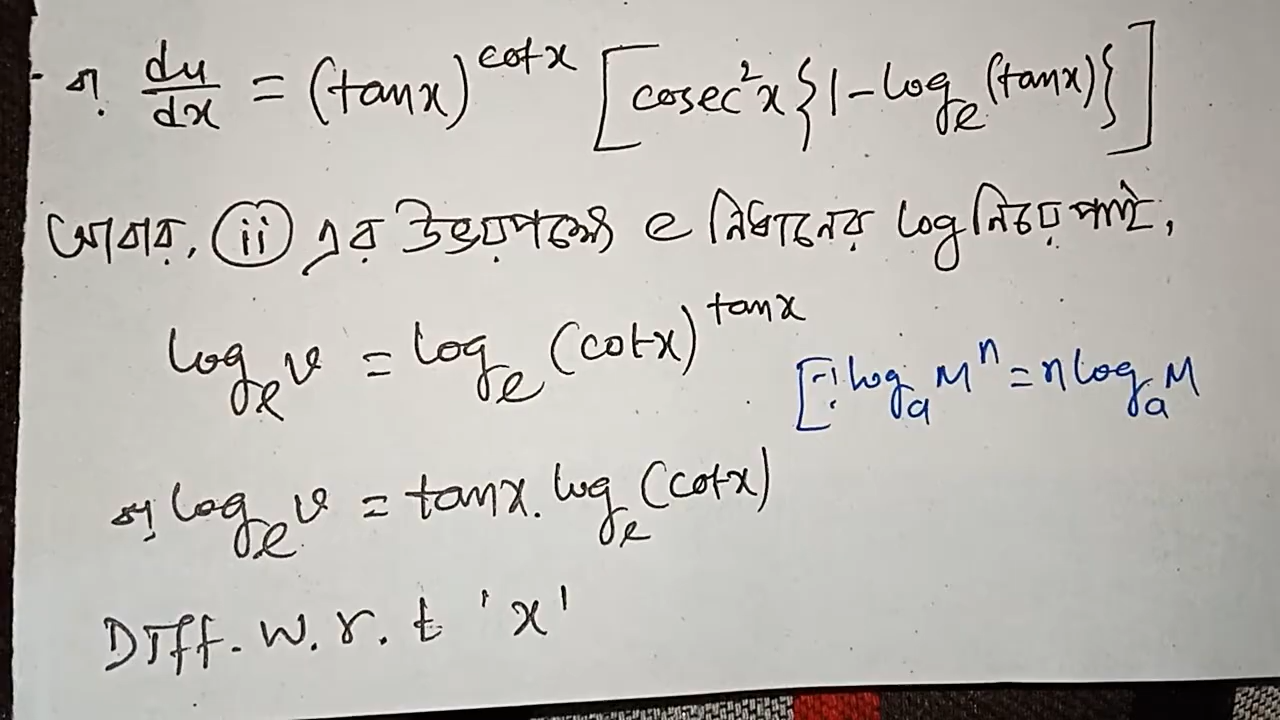 বা, du/dx = (tanx)^cotx [cosec²x{1-log_e(tanx)}]
আবার, (ii) এর উভয়পক্ষে e নিধানের log নিয়ে পাই,
log_e v = log_e (cotx)^tanx [∵ log_a M^n = n log_a M
বা, log_e v = tanx. log_e (cotx)
Diff. w.r.t 'x'